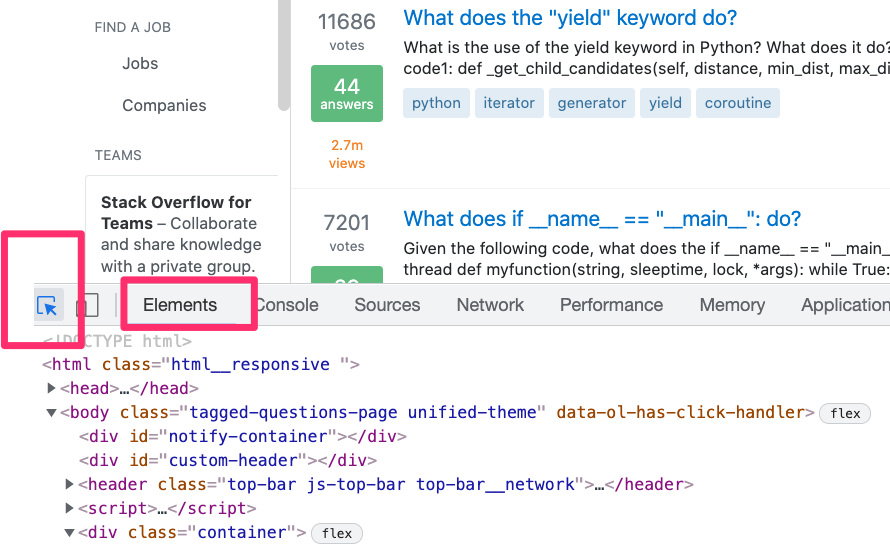 FIND A JOB
Jobs
Companies
TEAMS
Stack Overflow for
Teams – Collaborate
and share knowledge
with a private group.
11686
votes
44
answers
2.7m
views
What does the "yield" keyword do?
What is the use of the yield keyword in Python? What does it do?
code1: def _get_child_candidates(self, distance, min_dist, max_di
python iterator generator yield coroutine
7201
votes
What does if __name__ == "__main__": do?
Given the following code, what does the if __name__ == "__main_
thread def myfunction(string, sleeptime, lock, *args): while True:
Elements Console Sources Network Performance Memory Application
<!DOCTYPE html>
<html class="html__responsive ">
<head>…</head>
<body class="tagged-questions-page unified-theme" data-ol-has-click-handler> flex
<div id="notify-container"></div>
<div id="custom-header"></div>
<header class="top-bar js-top-bar top-bar__network">…</header>
<script>…</script>
<div class="container"> flex